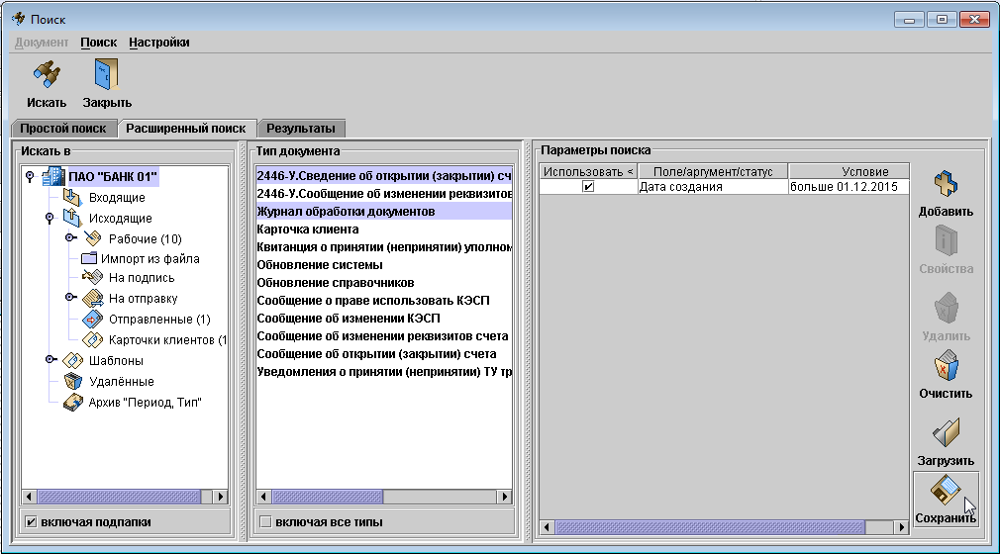 Поиск
Документ Поиск Настройки
Искать Закрыть
Простой поиск Расширенный поиск Результаты
Искать в
ПАО "БАНК 01"
Входящие
Исходящие
Рабочие (10)
Импорт из файла
На подпись
На отправку
Отправленные (1)
Карточки клиентов (1
Шаблоны
Удалённые
Архив "Период, Тип"
включая подпапки
Тип документа
2446-У.Сведение об открытии (закрытии) сч
2446-У.Сообщение об изменении реквизитов
Журнал обработки документов
Карточка клиента
Квитанция о принятии (непринятии) уполном
Обновление системы
Обновление справочников
Сообщение о праве использовать КЭСП
Сообщение об изменении КЭСП
Сообщение об изменении реквизитов счета
Сообщение об открытии (закрытии) счета
Уведомления о принятии (непринятии) ТУ тр
включая все типы
Параметры поиска
Использовать < Поле/аргумент/статус Условие
Дата создания больше 01.12.2015
Добавить
Свойства
Удалить
Очистить
Загрузить
Сохранить